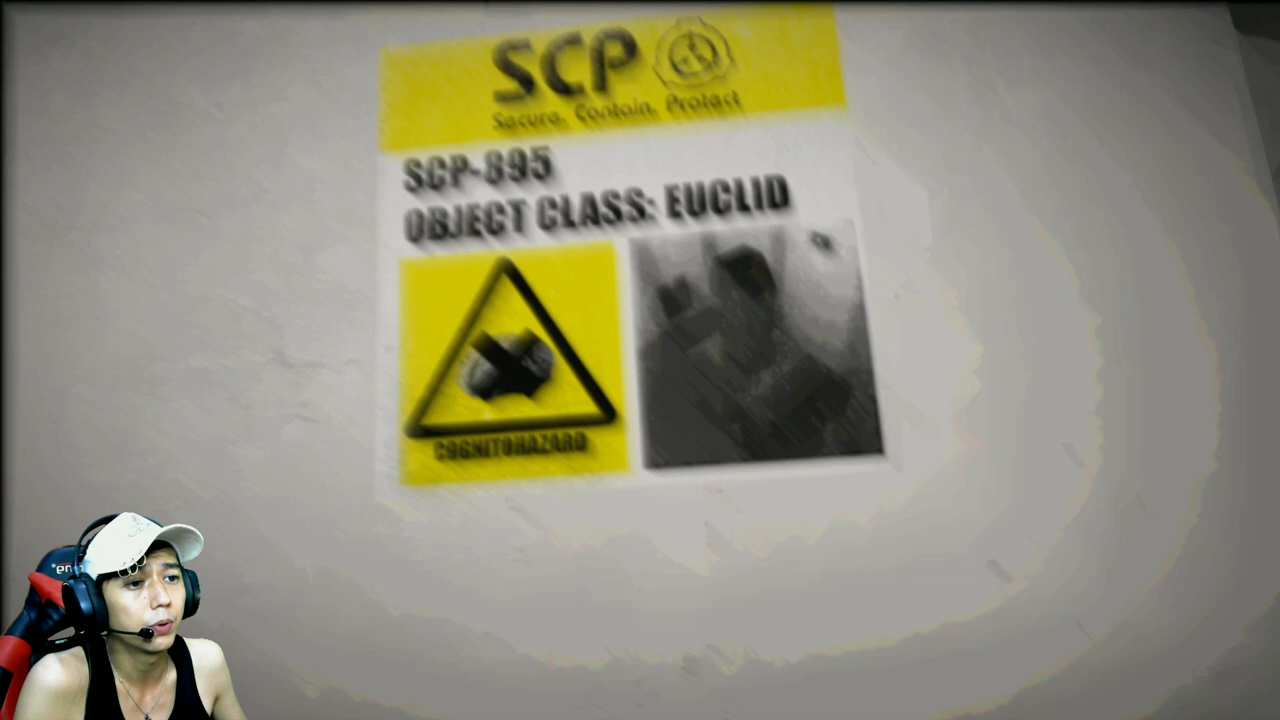 SCP
Secure. Contain. Protect
SCP-895
OBJECT CLASS: EUCLID
COGNITOHAZARD